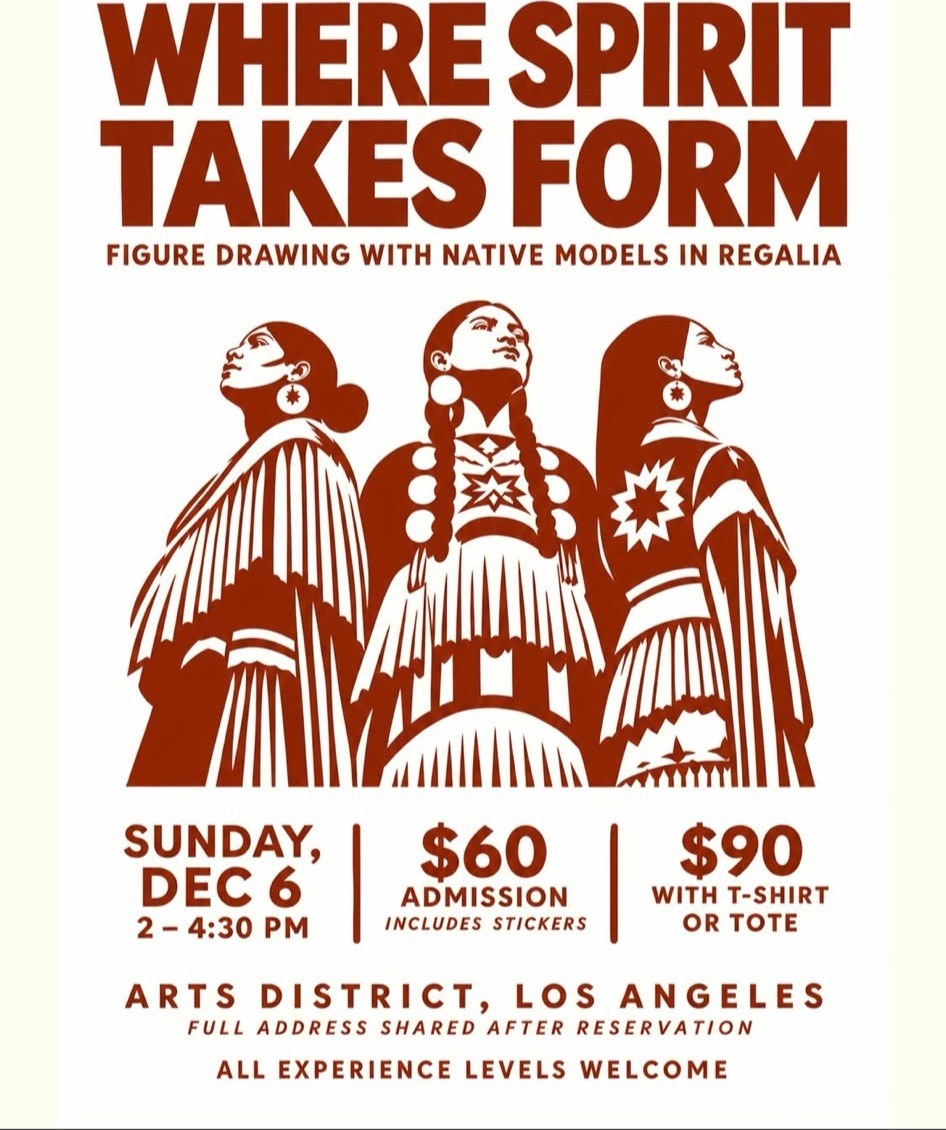 WHERE SPIRIT
TAKES FORM
FIGURE DRAWING WITH NATIVE MODELS IN REGALIA
SUNDAY,
DEC 6
2 – 4:30 PM
$60
ADMISSION
INCLUDES STICKERS
$90
WITH T-SHIRT
OR TOTE
ARTS DISTRICT, LOS ANGELES
FULL ADDRESS SHARED AFTER RESERVATION
ALL EXPERIENCE LEVELS WELCOME